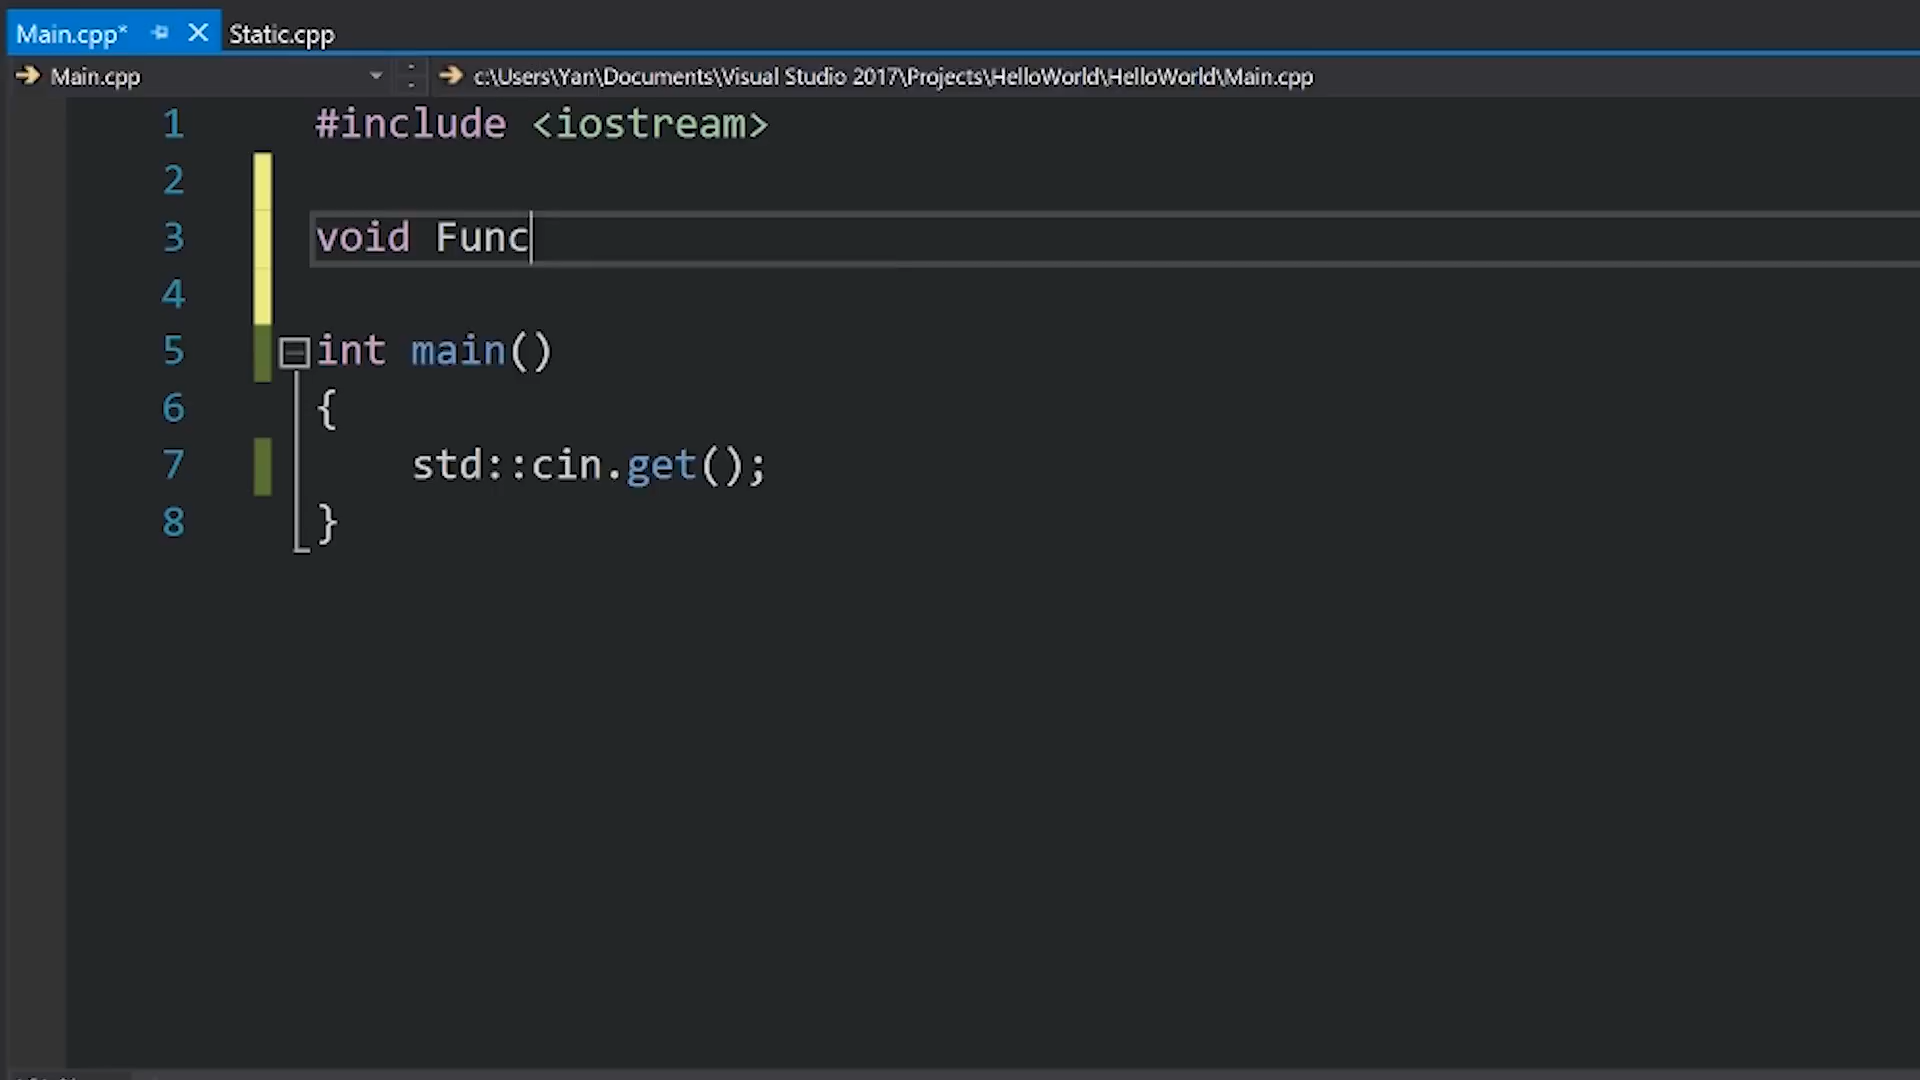 Main.cpp* Static.cpp
Main.cpp c:\Users\Yan\Documents\Visual Studio 2017\Projects\HelloWorld\HelloWorld\Main.cpp
1 #include <iostream>
2
3 void Func
4
5 int main()
6 {
7 std::cin.get();
8 }